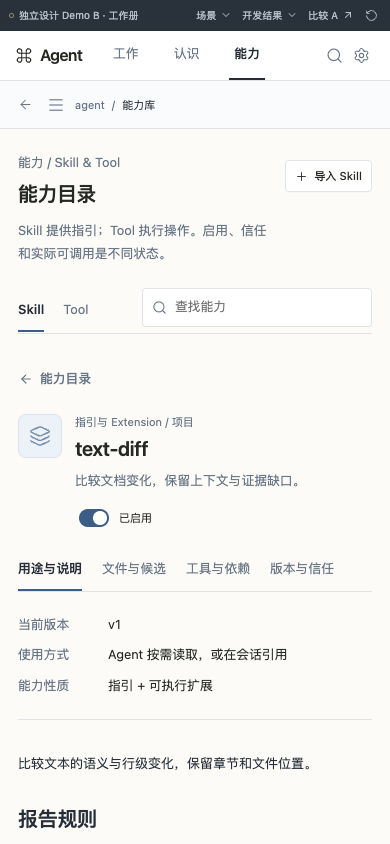 独立设计 Demo B · 工作册 场景 开发结果 比较 A ↗
Agent 工作 认识 能力
agent / 能力库
能力 / Skill & Tool
能力目录
+ 导入 Skill
Skill 提供指引；Tool 执行操作。启用、信任
和实际可调用是不同状态。
Skill Tool 查找能力
← 能力目录
指引与 Extension / 项目
text-diff
比较文档变化，保留上下文与证据缺口。
已启用
用途与说明 文件与候选 工具与依赖 版本与信任
当前版本 v1
使用方式 Agent 按需读取，或在会话引用
能力性质 指引 + 可执行扩展
比较文本的语义与行级变化，保留章节和文件位置。
报告规则